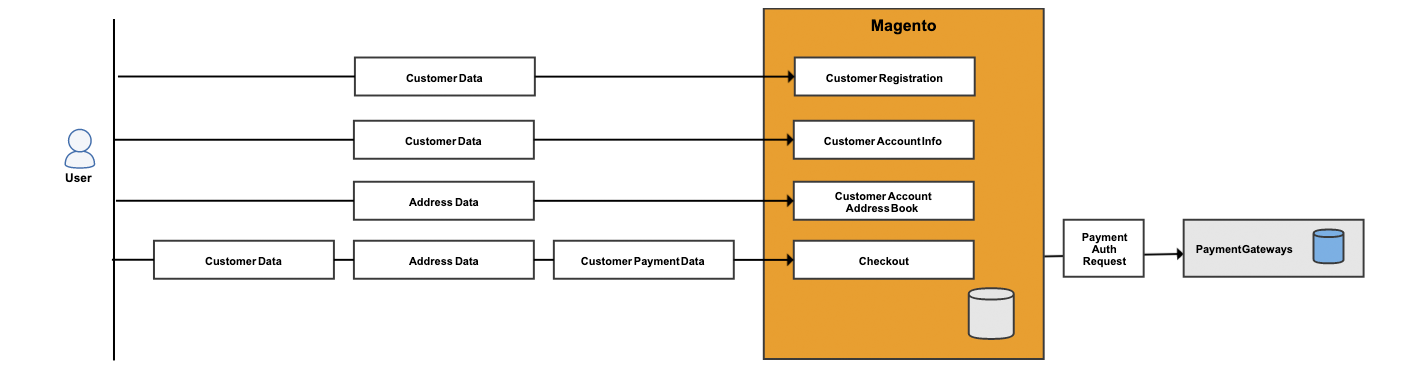 Magento
Customer Data
Customer Registration
Customer Data
Customer Account Info
User
Address Data
Customer Account
Address Book
Customer Data
Address Data
Customer Payment Data
Checkout
Payment
Auth
Request
PaymentGateways